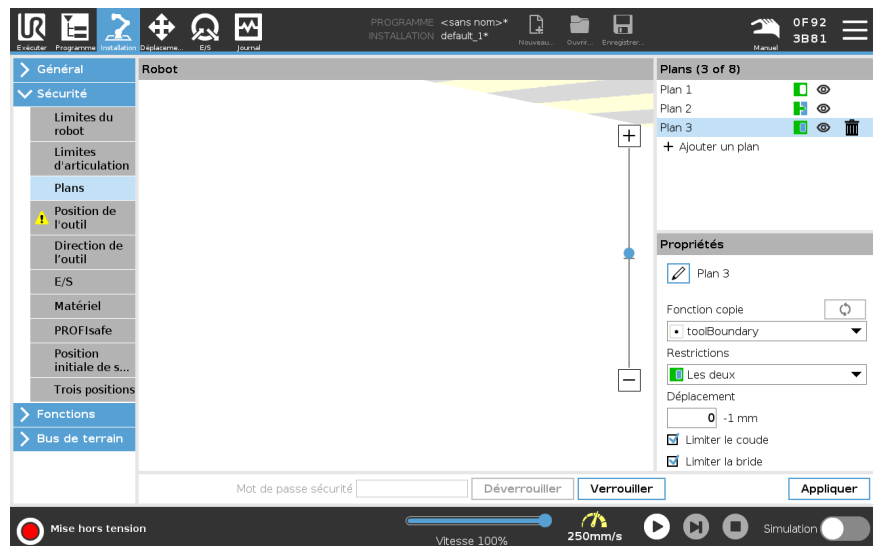 PROGRAMME <sans nom>*
INSTALLATION default_1*
0F92
3B81
Exécuter Programme Installation Déplaceme... E/S Journal
Nouveau... Ouvrir... Enregistrer...
Manuel
Général
Sécurité
Limites du
robot
Limites
d'articulation
Plans
Position de
l'outil
Direction de
l'outil
E/S
Matériel
PROFIsafe
Position
initiale de s...
Trois positions
Fonctions
Bus de terrain
Robot
+
−
Plans (3 of 8)
Plan 1
Plan 2
Plan 3
+ Ajouter un plan
Propriétés
Plan 3
Fonction copie
toolBoundary
Restrictions
Les deux
Déplacement
0 -1 mm
Limiter le coude
Limiter la bride
Mot de passe sécurité Déverrouiller Verrouiller Appliquer
Mise hors tension
Vitesse 100%
250mm/s
Simulation